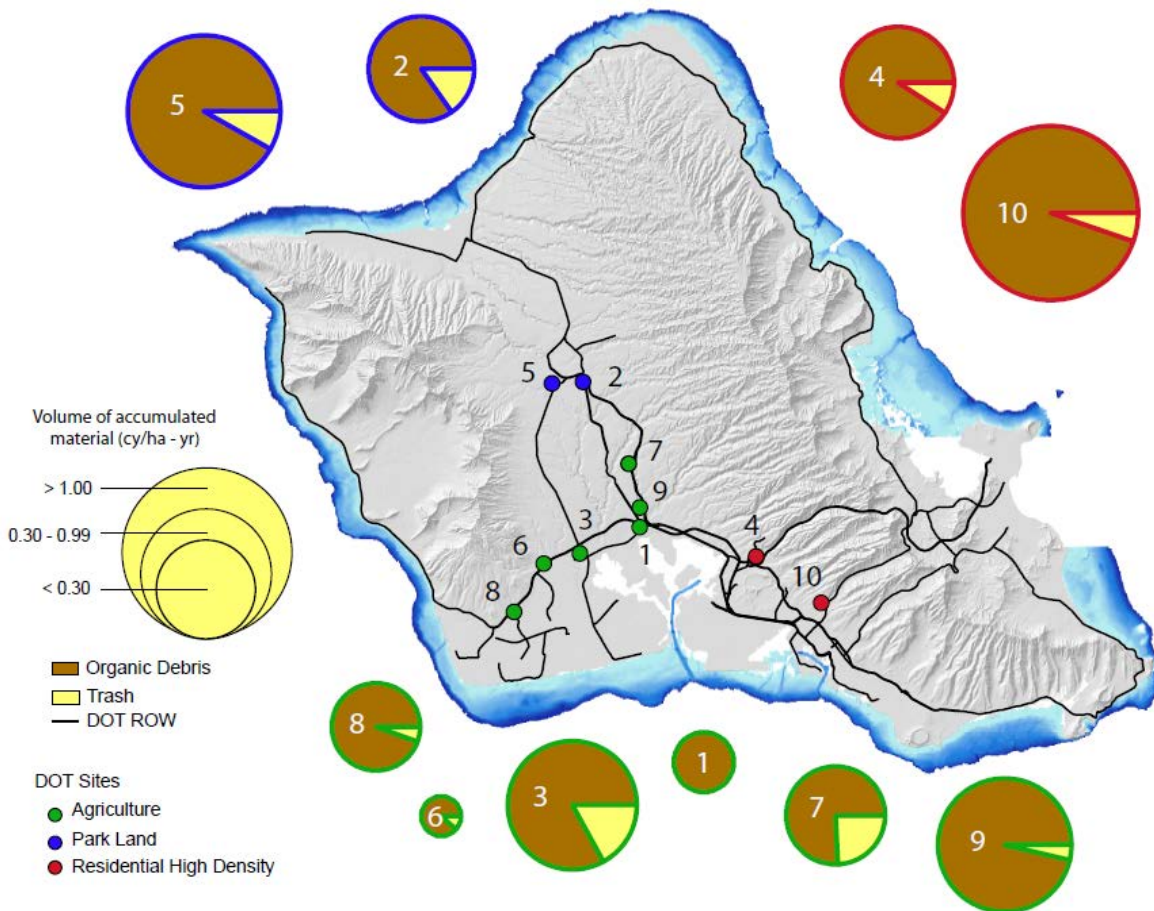 5
2
4
10
5
2
7
9
3
6
1
4
10
8
Volume of accumulated
material (cy/ha - yr)
> 1.00
0.30 - 0.99
< 0.30
Organic Debris
Trash
DOT ROW
DOT Sites
Agriculture
Park Land
Residential High Density
8
6
3
1
7
9